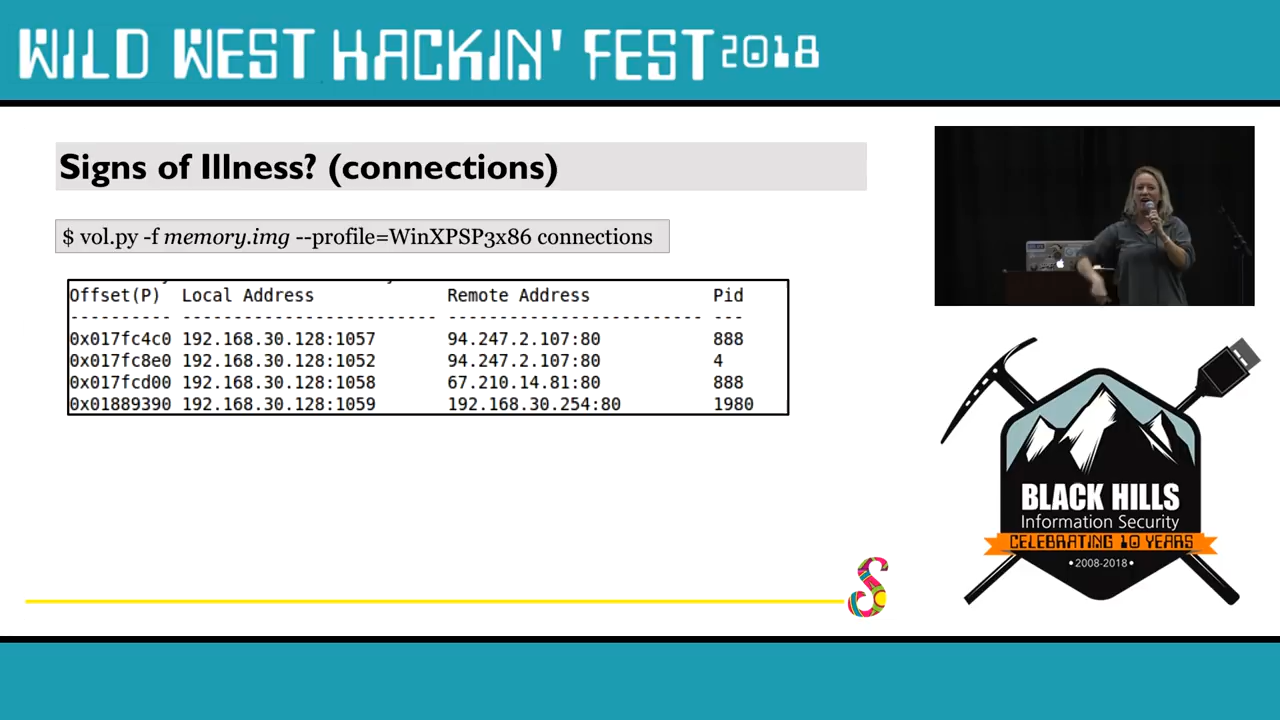 WILD WEST HACKIN' FEST 2018
Signs of Illness? (connections)
$ vol.py -f memory.img --profile=WinXPSP3x86 connections
Offset(P) Local Address Remote Address Pid
---------- ------------------------- ------------------------- ---
0x017fc4c0 192.168.30.128:1057 94.247.2.107:80 888
0x017fc8e0 192.168.30.128:1052 94.247.2.107:80 4
0x017fcd00 192.168.30.128:1058 67.210.14.81:80 888
0x01889390 192.168.30.128:1059 192.168.30.254:80 1980
S
BLACK HILLS
Information Security
CELEBRATING 10 YEARS
•2008-2018•